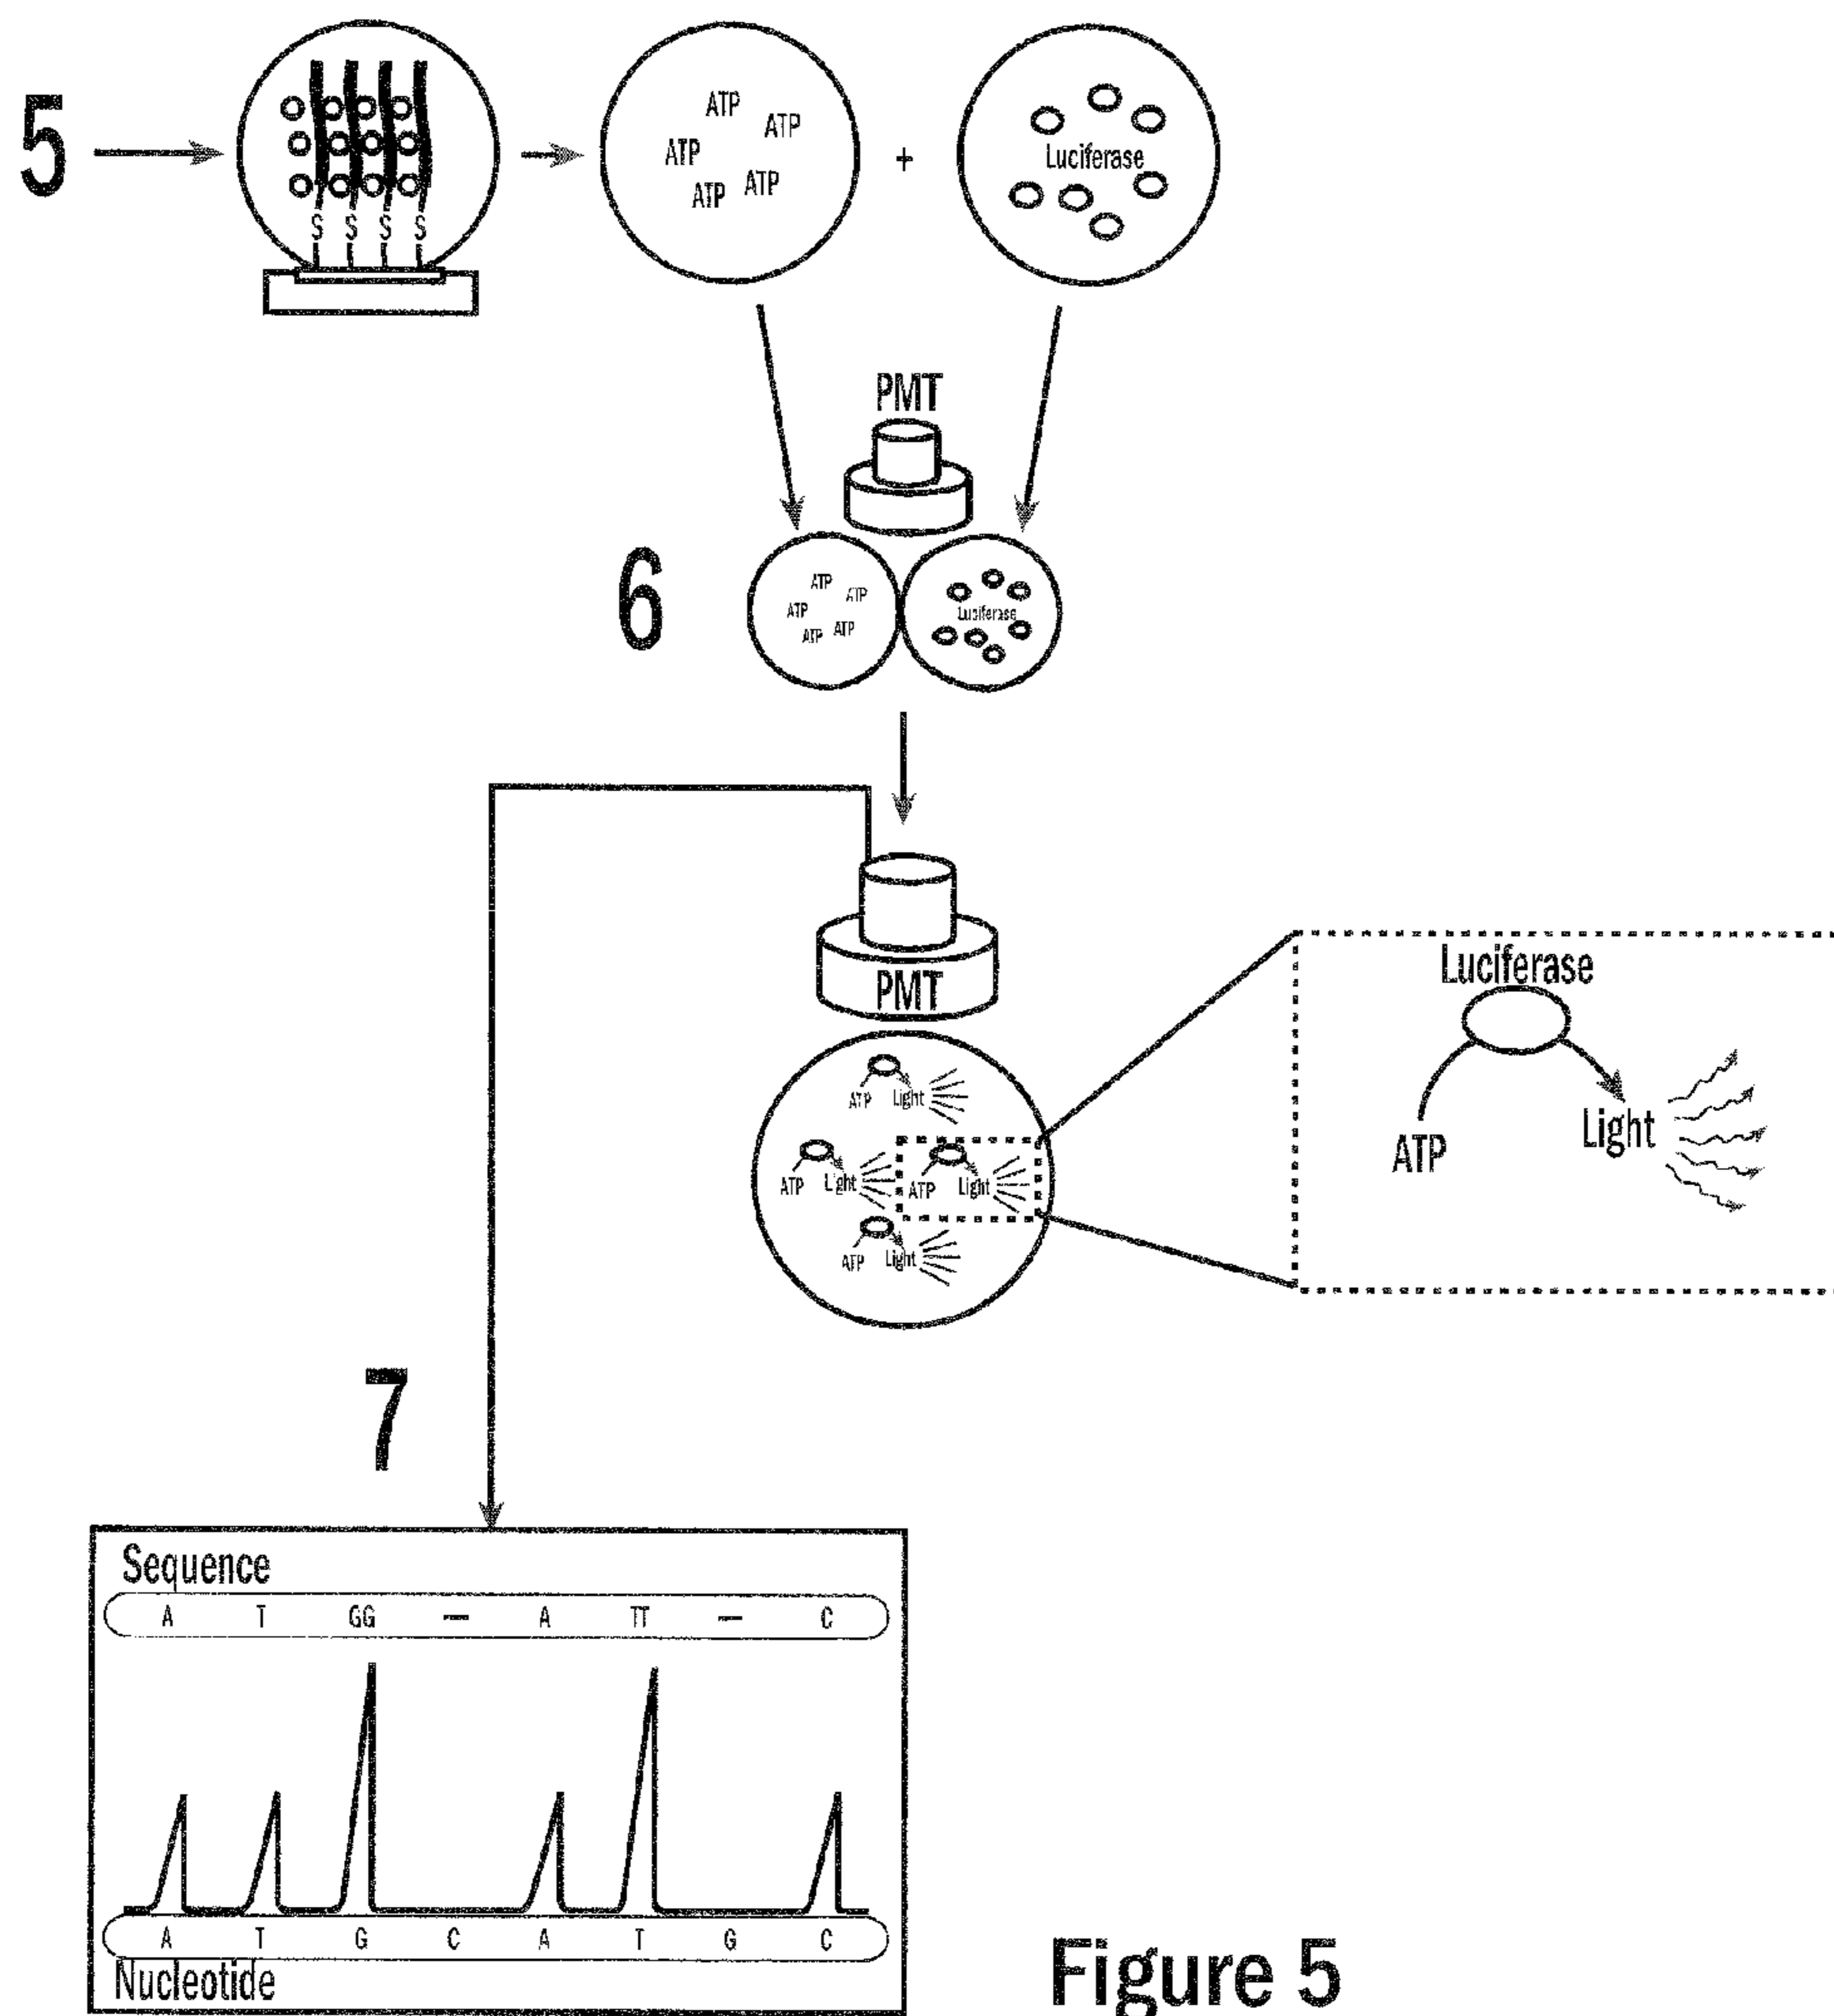 5
S S S S
ATP
ATP
ATP
ATP
ATP
+
Luciferase
PMT
6
ATP
ATP
ATP
ATP
ATP
Luciferase
PMT
ATP Light
ATP Light
ATP Light
ATP Light
Luciferase
ATP
Light
7
Sequence
A T GG — A TT — C
A T G C A T G C
Nucleotide
Figure 5